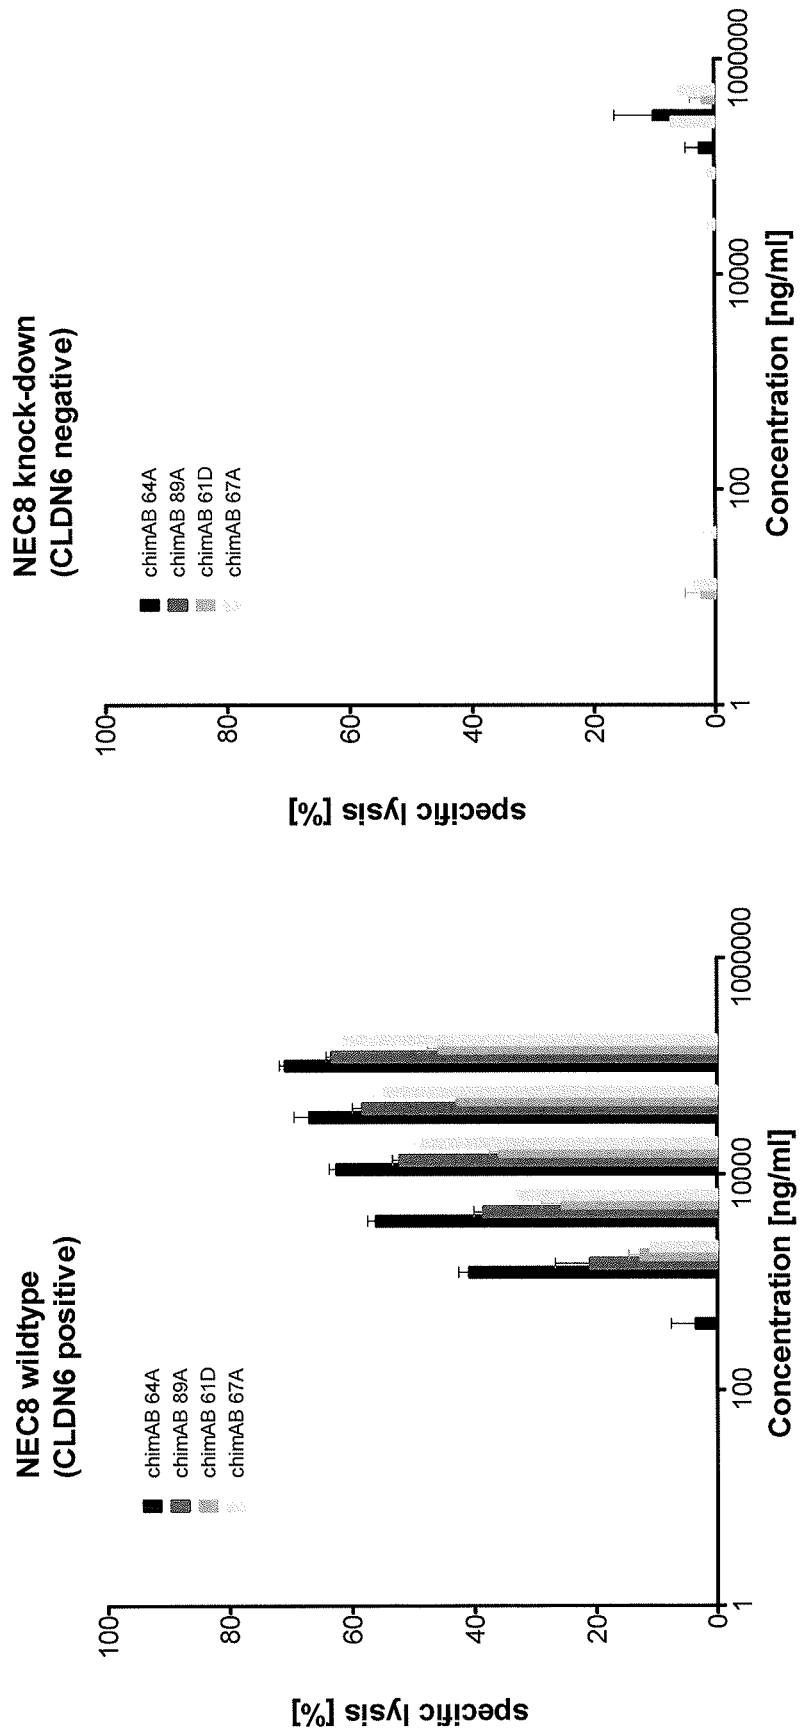 NEC8 wildtype
(CLDN6 positive)
chimAB 64A
chimAB 89A
chimAB 61D
chimAB 67A
specific lysis [%]
100
80
60
40
20
0
1
100
10000
1000000
Concentration [ng/ml]
NEC8 knock-down
(CLDN6 negative)
chimAB 64A
chimAB 89A
chimAB 61D
chimAB 67A
specific lysis [%]
100
80
60
40
20
0
1
100
10000
1000000
Concentration [ng/ml]